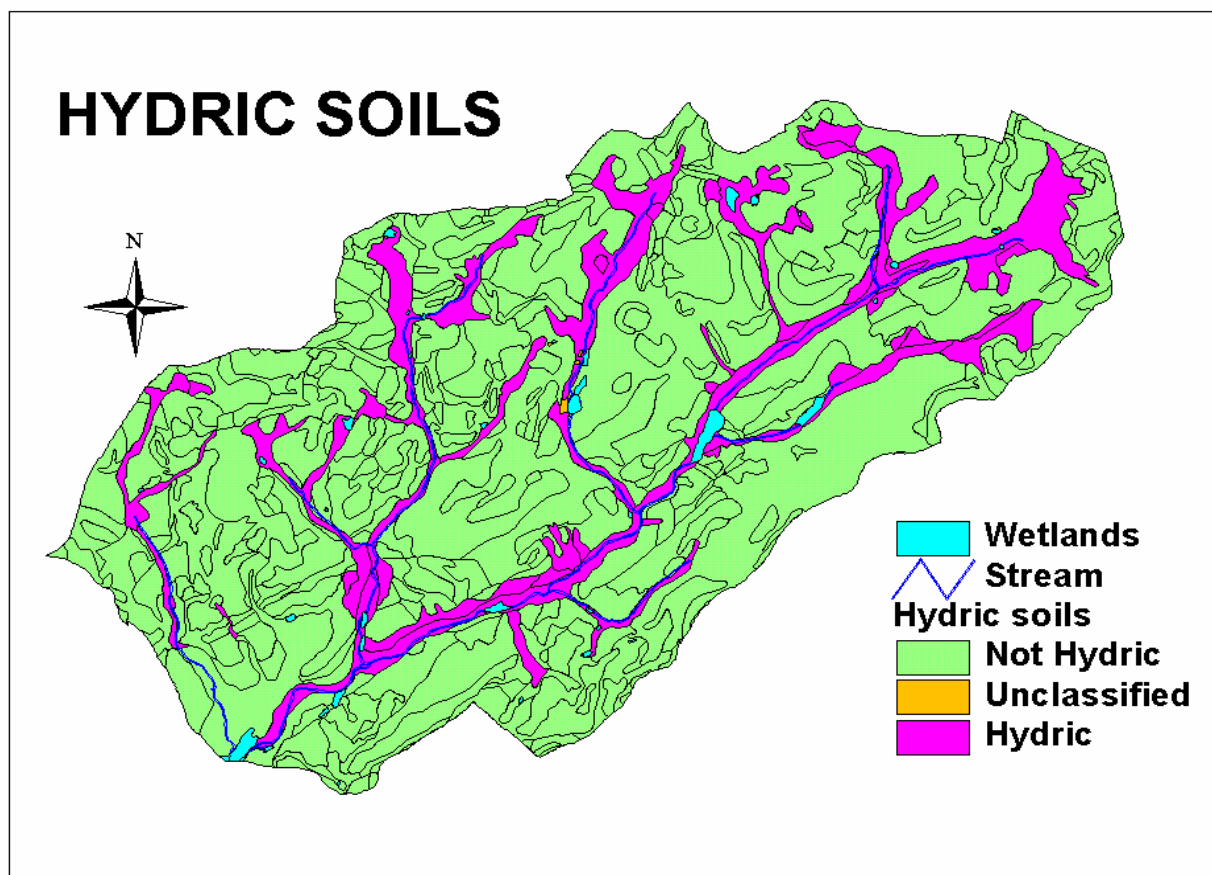 HYDRIC SOILS
N
Wetlands
Stream
Hydric soils
Not Hydric
Unclassified
Hydric